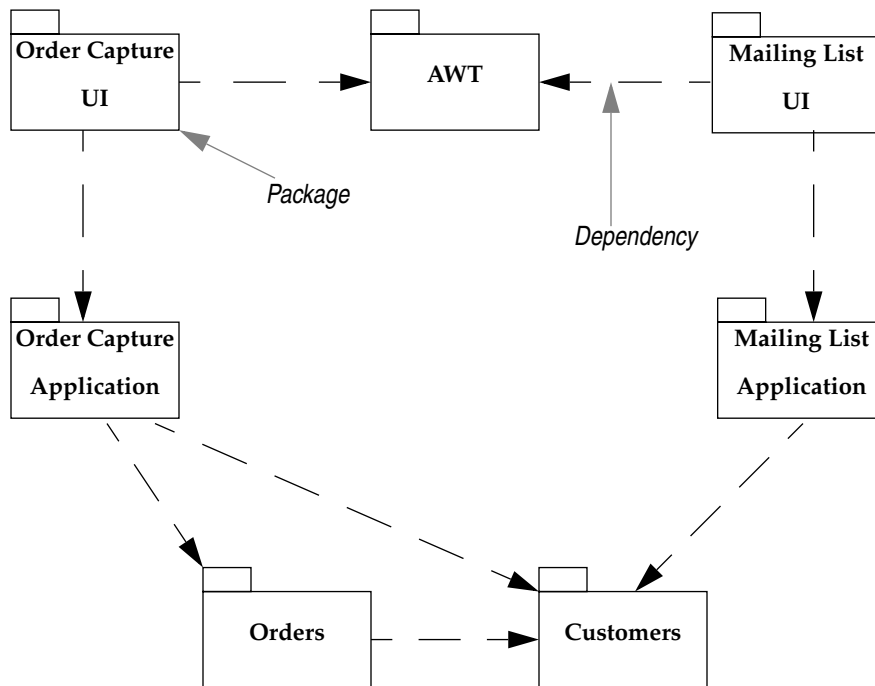 Order Capture
UI
AWT
Mailing List
UI
Package
Dependency
Order Capture
Application
Mailing List
Application
Orders
Customers